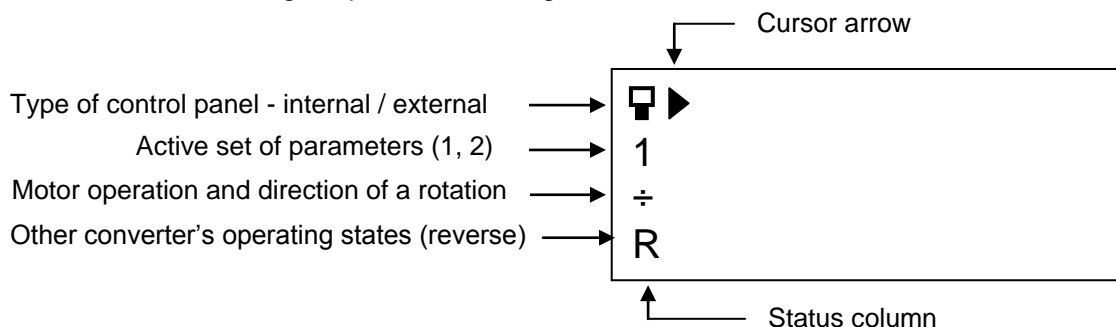 Cursor arrow
Type of control panel - internal / external
Active set of parameters (1, 2)
1
Motor operation and direction of a rotation
÷
Other converter's operating states (reverse)
R
Status column